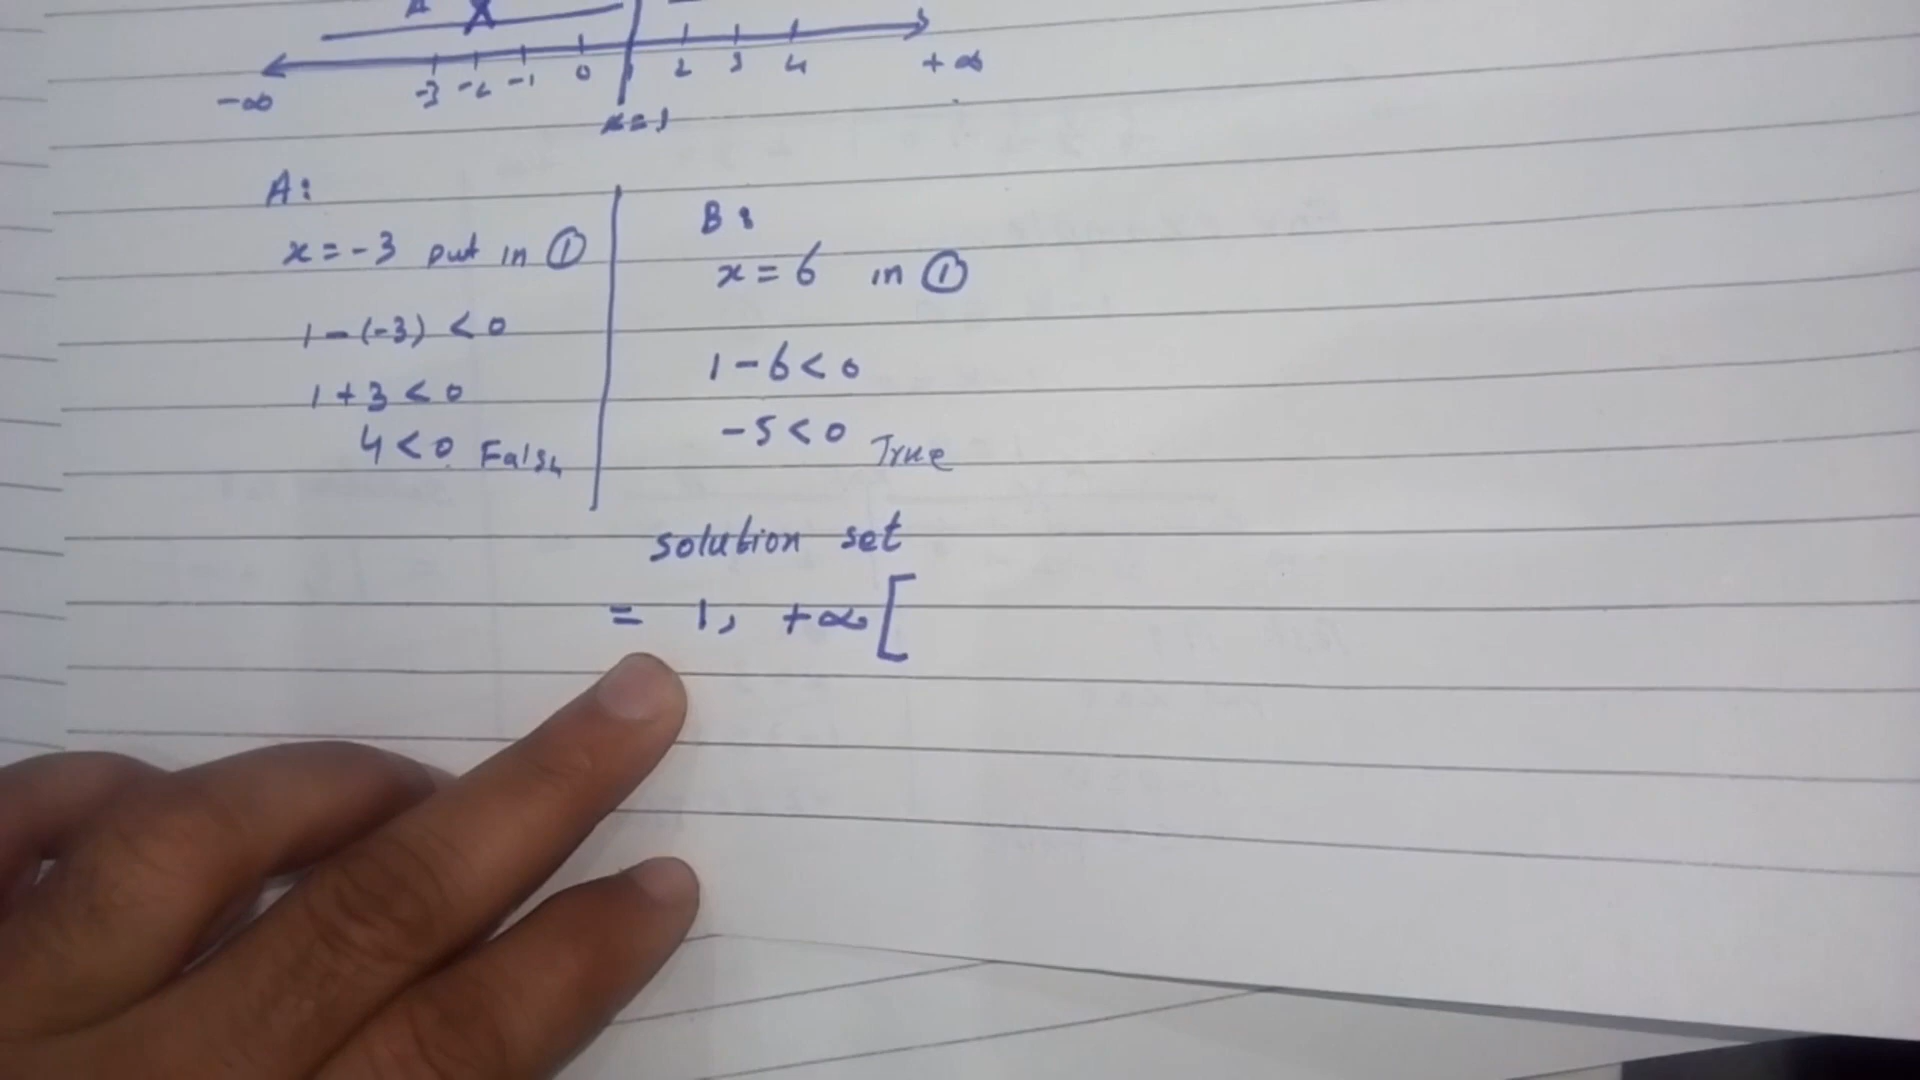 A X
-∞ -3 -2 -1 0 2 3 4 +∞
x=1
A:
x = -3 put in ①
1-(-3) < 0
1+3 < 0
4 < 0 False
B:
x = 6 in ①
1-6 < 0
-5 < 0 True
solution set
= 1, +∞[